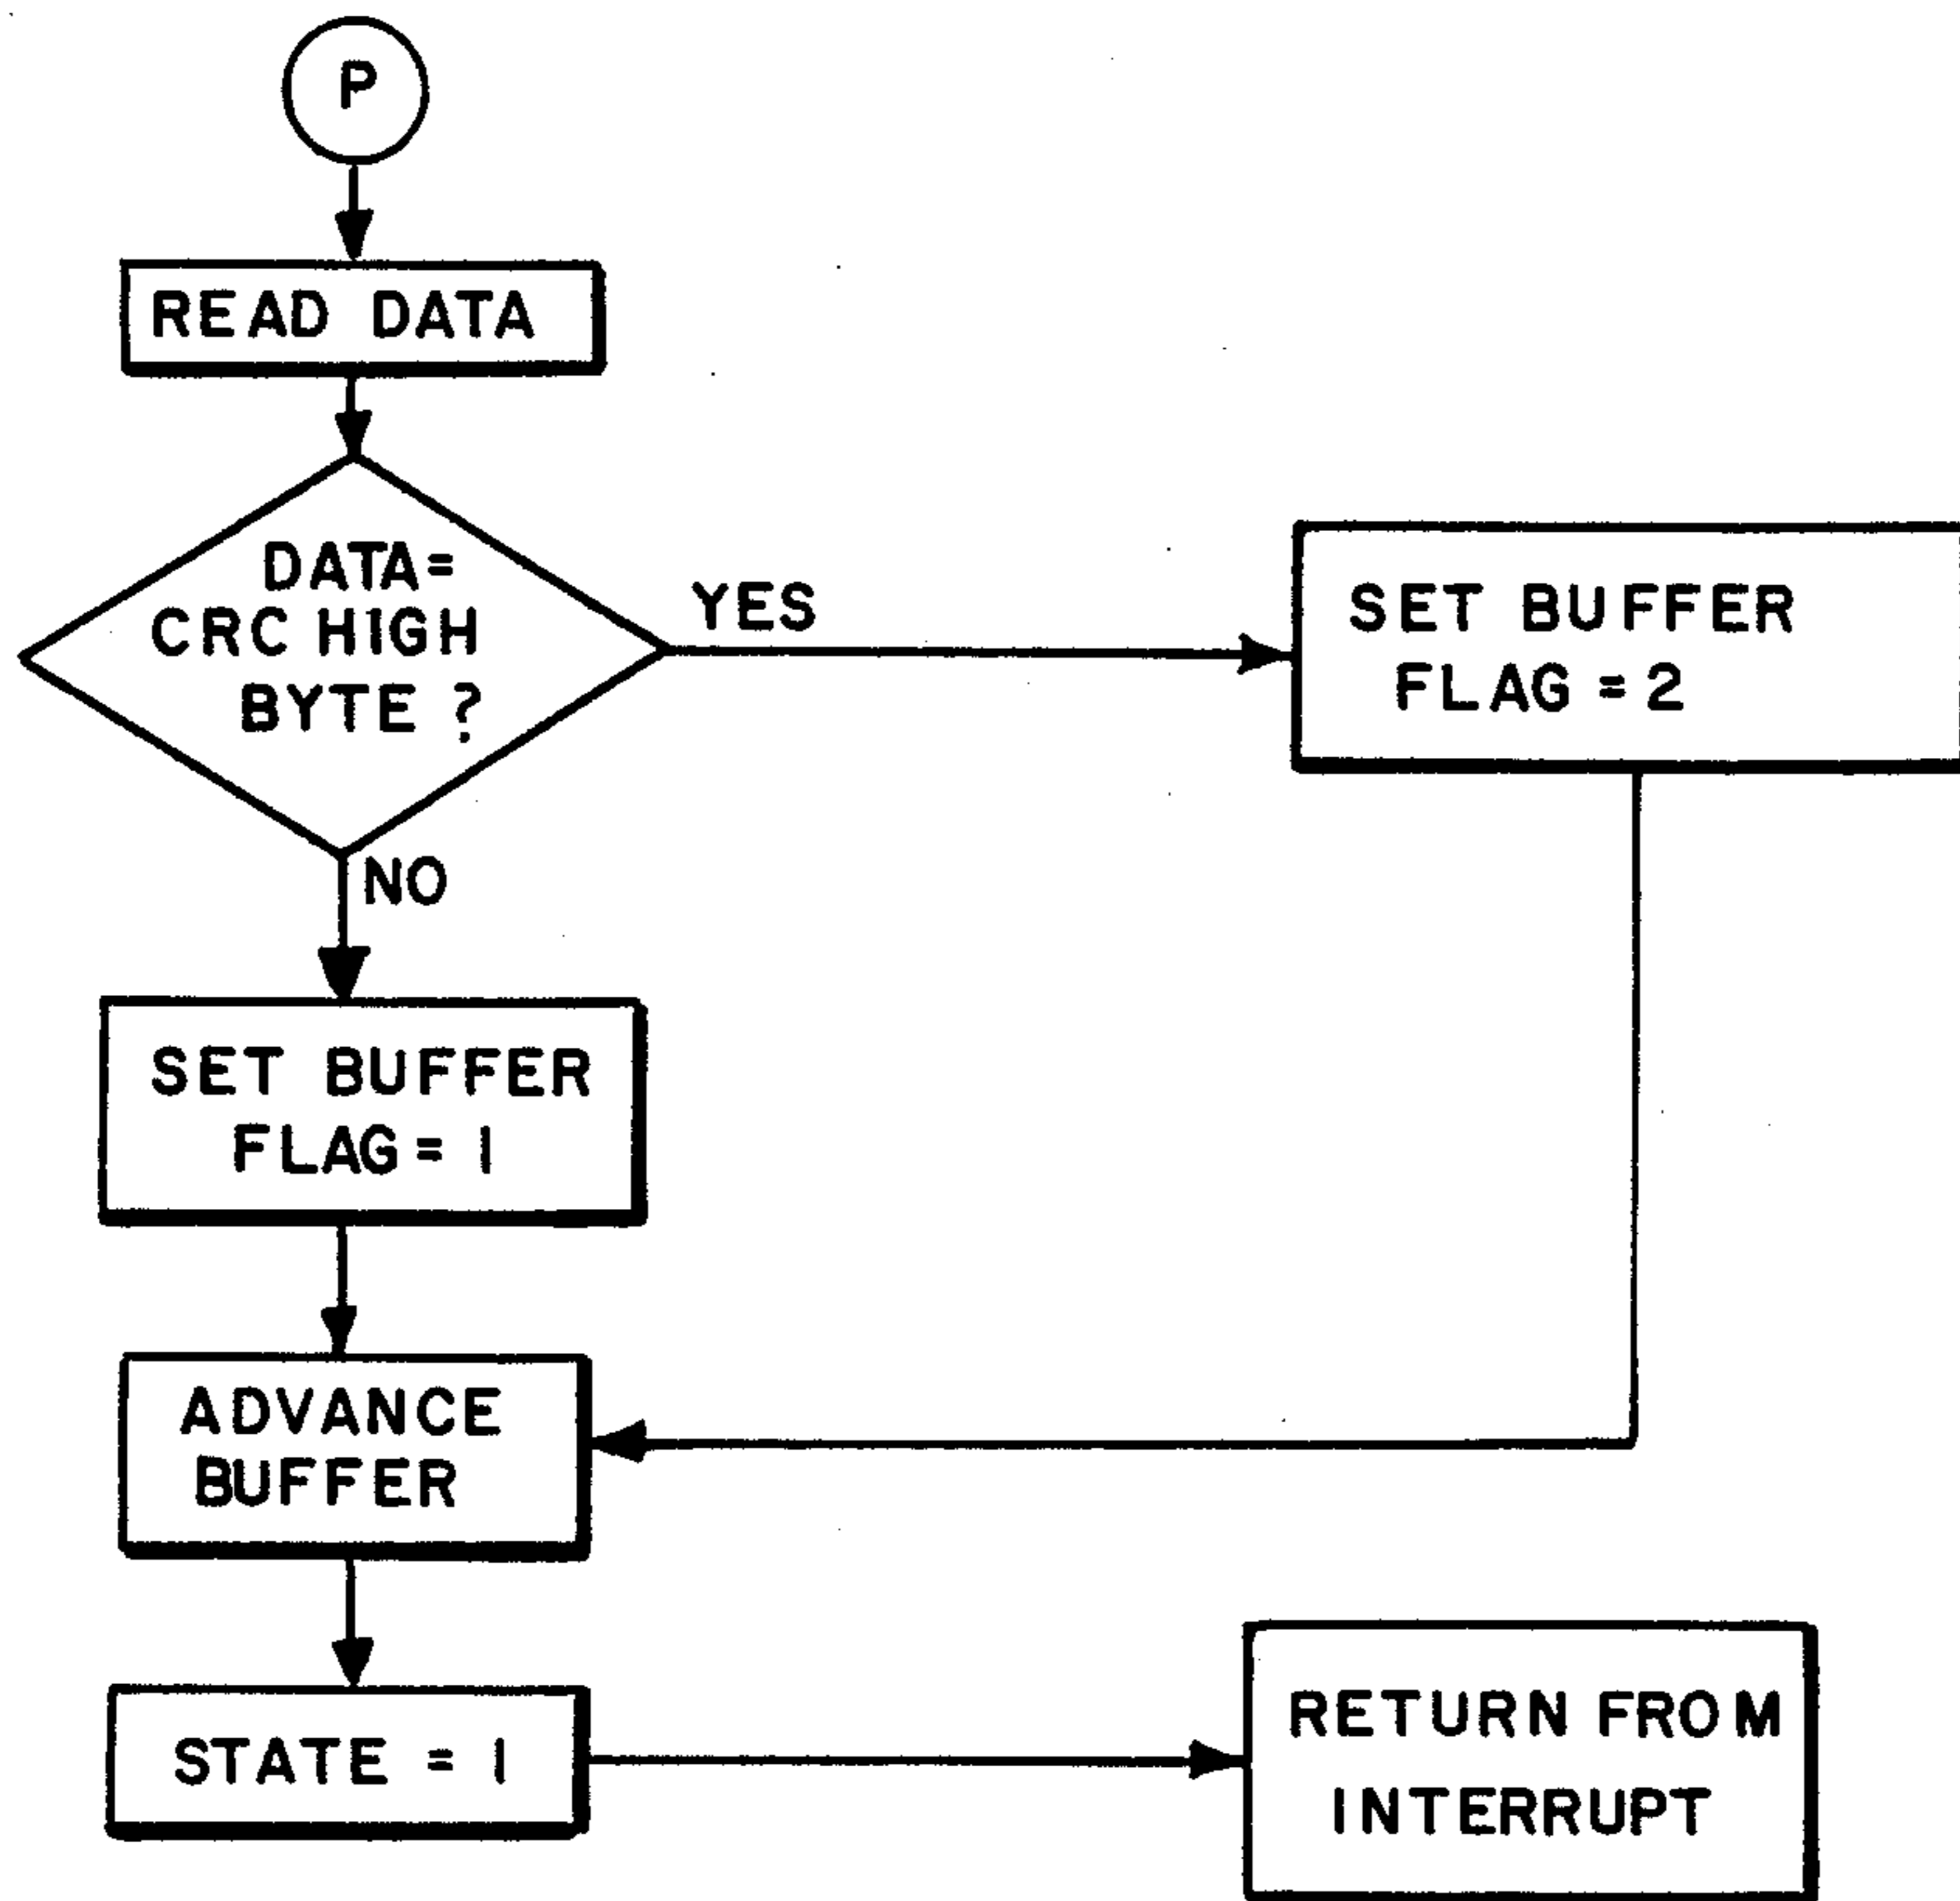 P
READ DATA
DATA=
CRC HIGH
BYTE ?
YES
SET BUFFER
FLAG = 2
NO
SET BUFFER
FLAG = 1
ADVANCE
BUFFER
STATE = 1
RETURN FROM
INTERRUPT